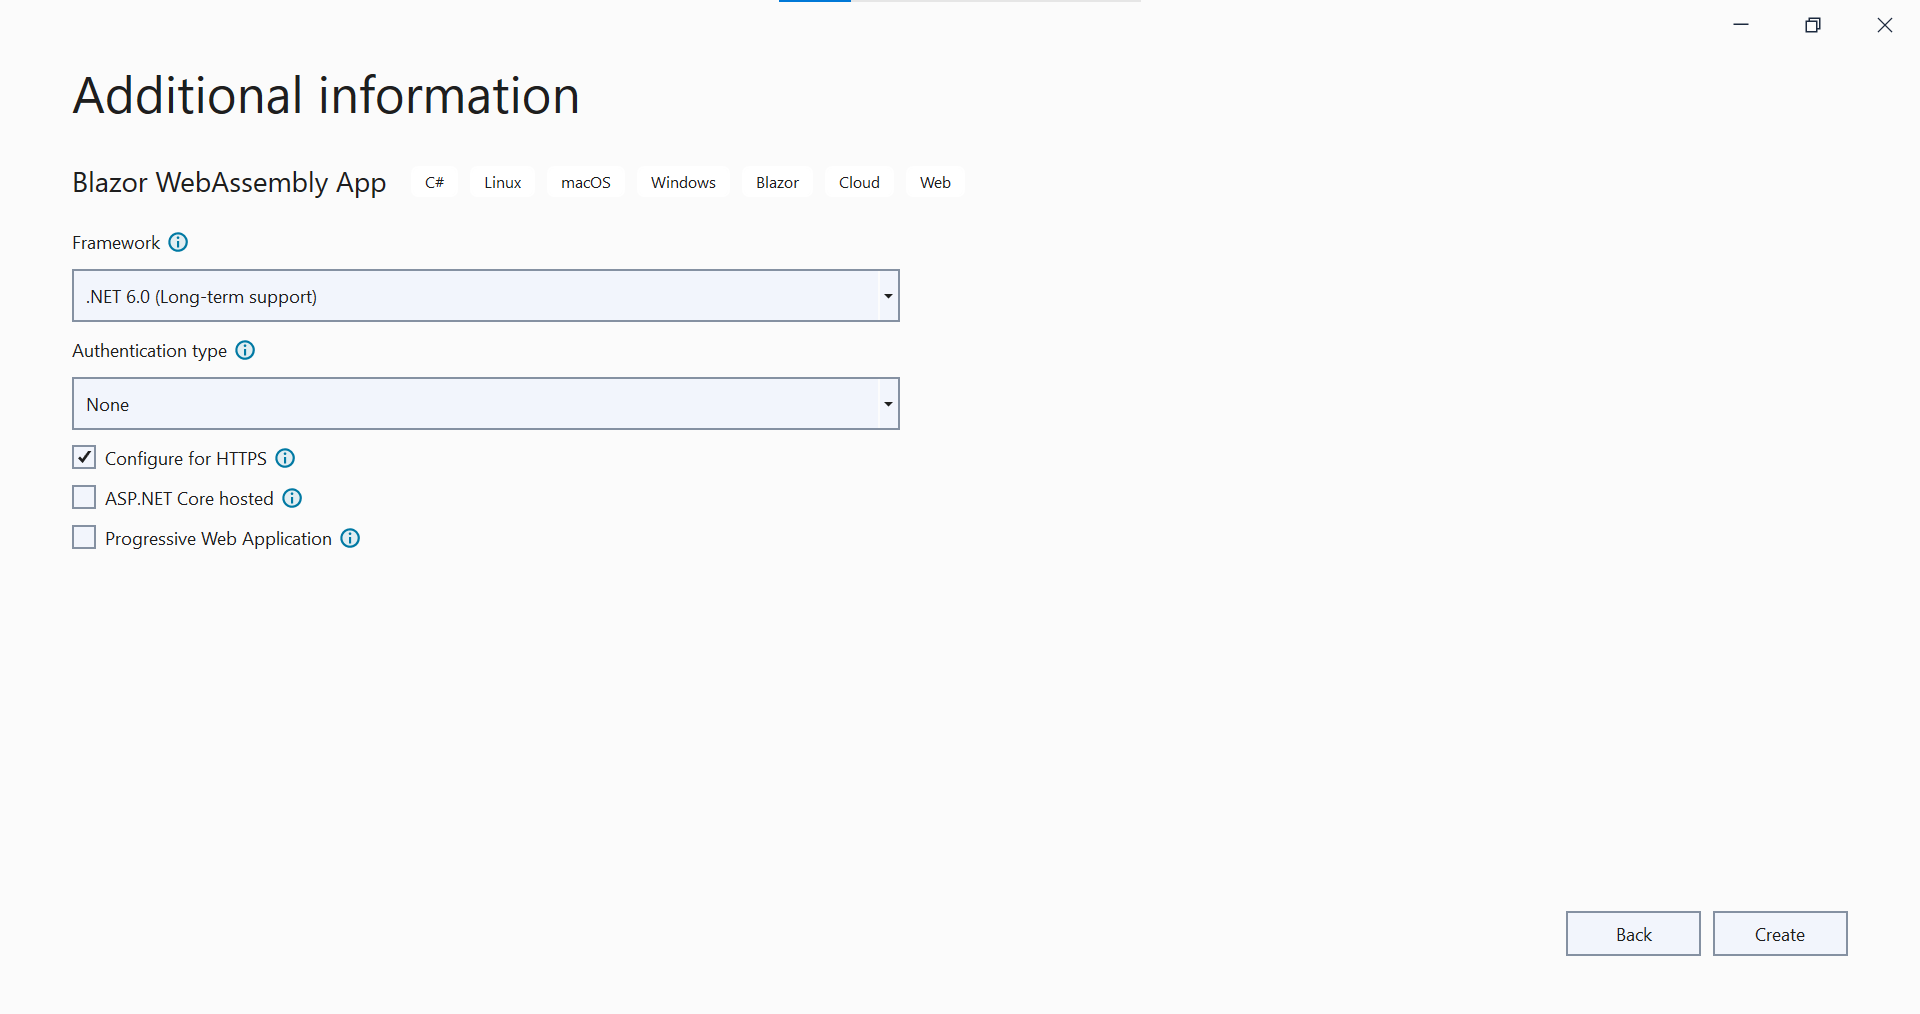 Additional information
Blazor WebAssembly App C# Linux macOS Windows Blazor Cloud Web
Framework
.NET 6.0 (Long-term support)
Authentication type
None
Configure for HTTPS
ASP.NET Core hosted
Progressive Web Application
Back Create